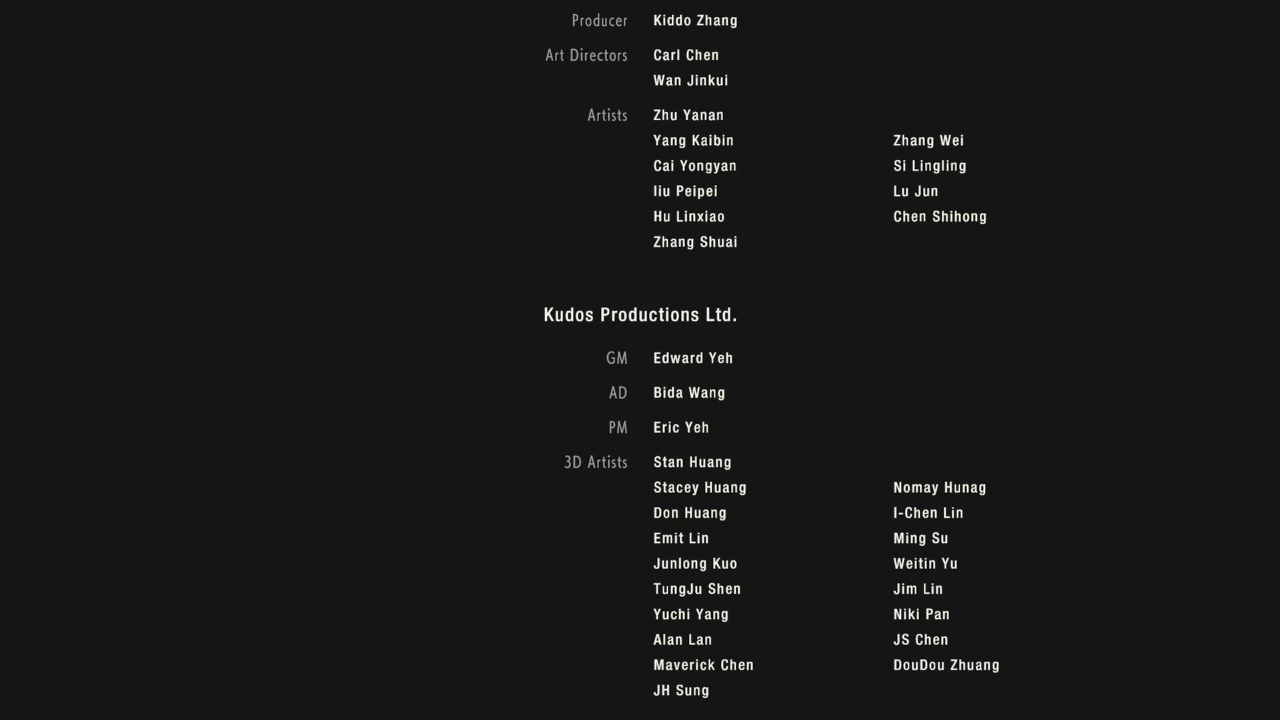 Producer Kiddo Zhang
Art Directors Carl Chen
Wan Jinkui
Artists Zhu Yanan
Yang Kaibin Zhang Wei
Cai Yongyan Si Lingling
liu Peipei Lu Jun
Hu Linxiao Chen Shihong
Zhang Shuai
Kudos Productions Ltd.
GM Edward Yeh
AD Bida Wang
PM Eric Yeh
3D Artists Stan Huang
Stacey Huang Nomay Hunag
Don Huang I-Chen Lin
Emit Lin Ming Su
Junlong Kuo Weitin Yu
TungJu Shen Jim Lin
Yuchi Yang Niki Pan
Alan Lan JS Chen
Maverick Chen DouDou Zhuang
JH Sung